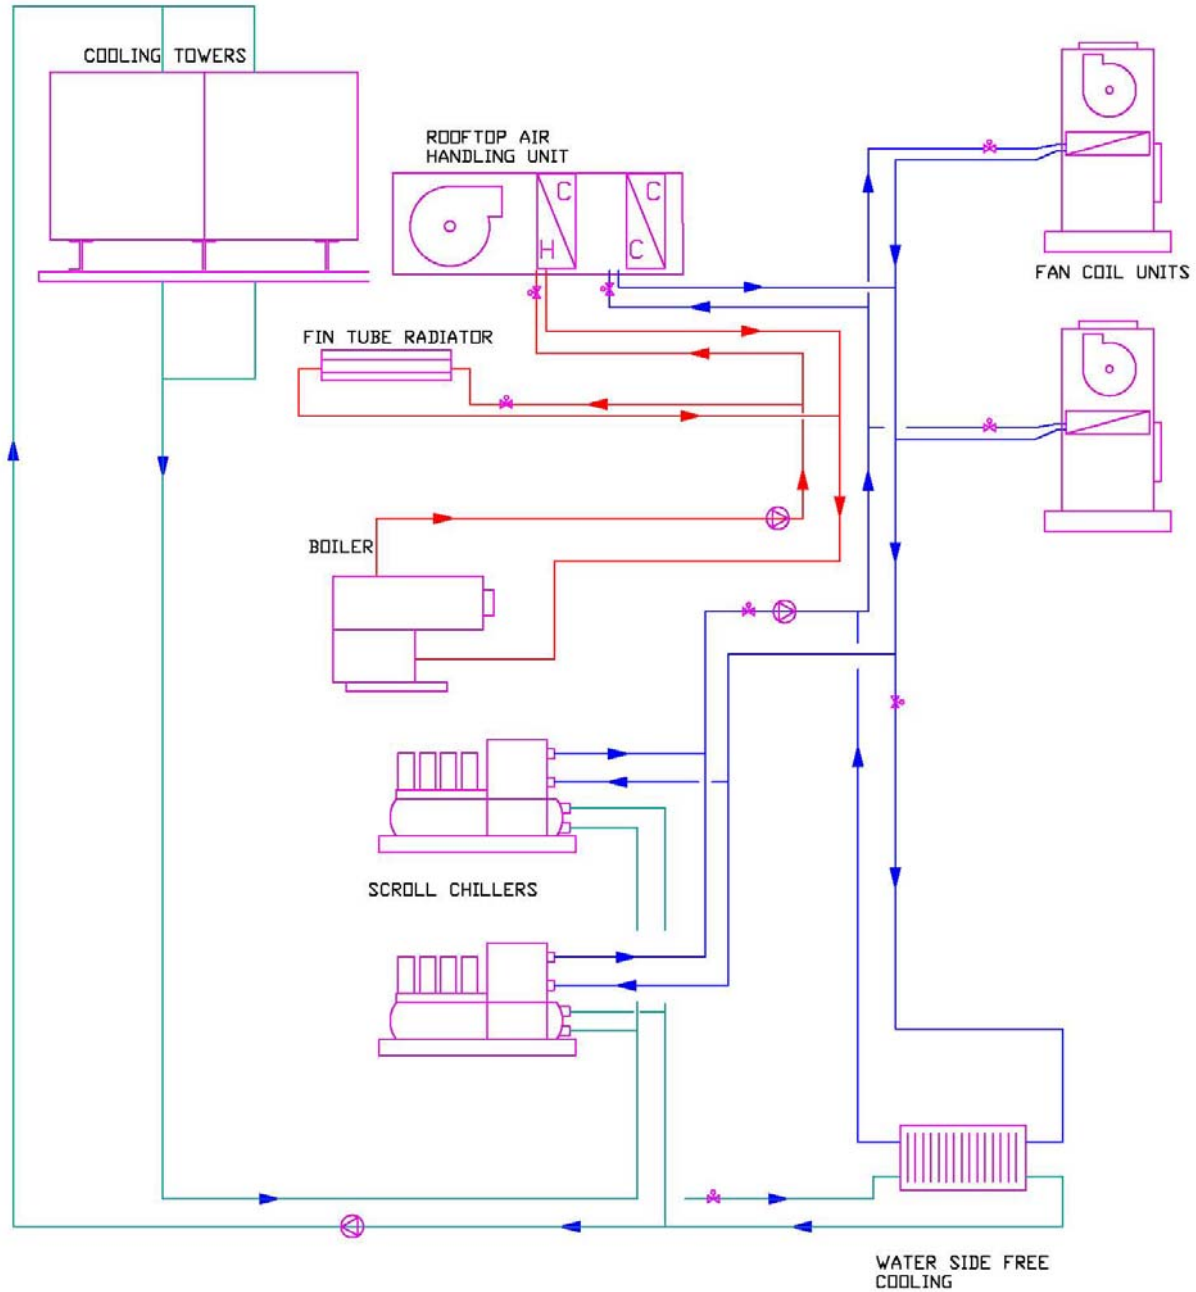 COOLING TOWERS
ROOFTOP AIR
HANDLING UNIT
C
C
H
C
FAN COIL UNITS
FIN TUBE RADIATOR
BOILER
SCROLL CHILLERS
WATER SIDE FREE
COOLING